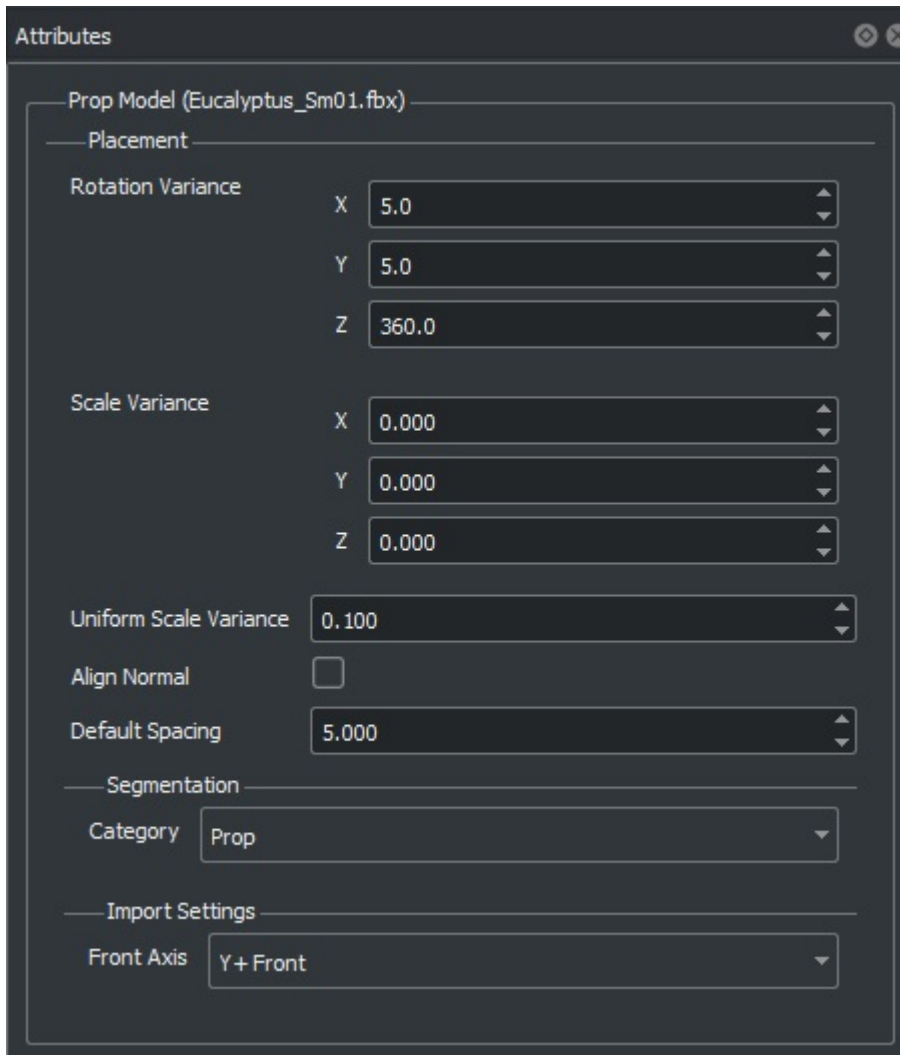 Attributes
Prop Model (Eucalyptus_Sm01.fbx)
Placement
Rotation Variance
X 5.0
Y 5.0
Z 360.0
Scale Variance
X 0.000
Y 0.000
Z 0.000
Uniform Scale Variance 0.100
Align Normal
Default Spacing 5.000
Segmentation
Category Prop
Import Settings
Front Axis Y+Front